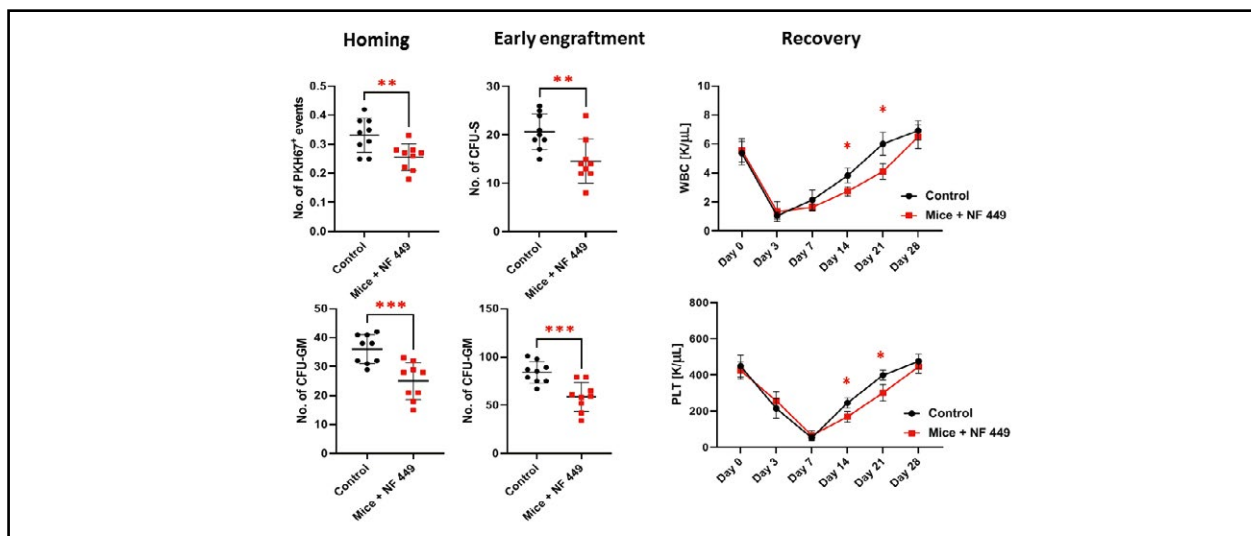 Homing
Early engraftment
Recovery
No. of PKH67⁺ events
0.5
0.4
0.3
0.2
0.1
0.0
**
Control
Mice + NF 449
No. of CFU-S
30
20
10
0
**
Control
Mice + NF 449
WBC [K/µL]
10
8
6
4
2
0
*
*
Control
Mice + NF 449
Day 0
Day 3
Day 7
Day 14
Day 21
Day 28
No. of CFU-GM
50
40
30
20
10
0
***
Control
Mice + NF 449
No. of CFU-GM
150
100
50
0
***
Control
Mice + NF 449
PLT [K/µL]
800
600
400
200
0
*
*
Control
Mice + NF 449
Day 0
Day 3
Day 7
Day 14
Day 21
Day 28